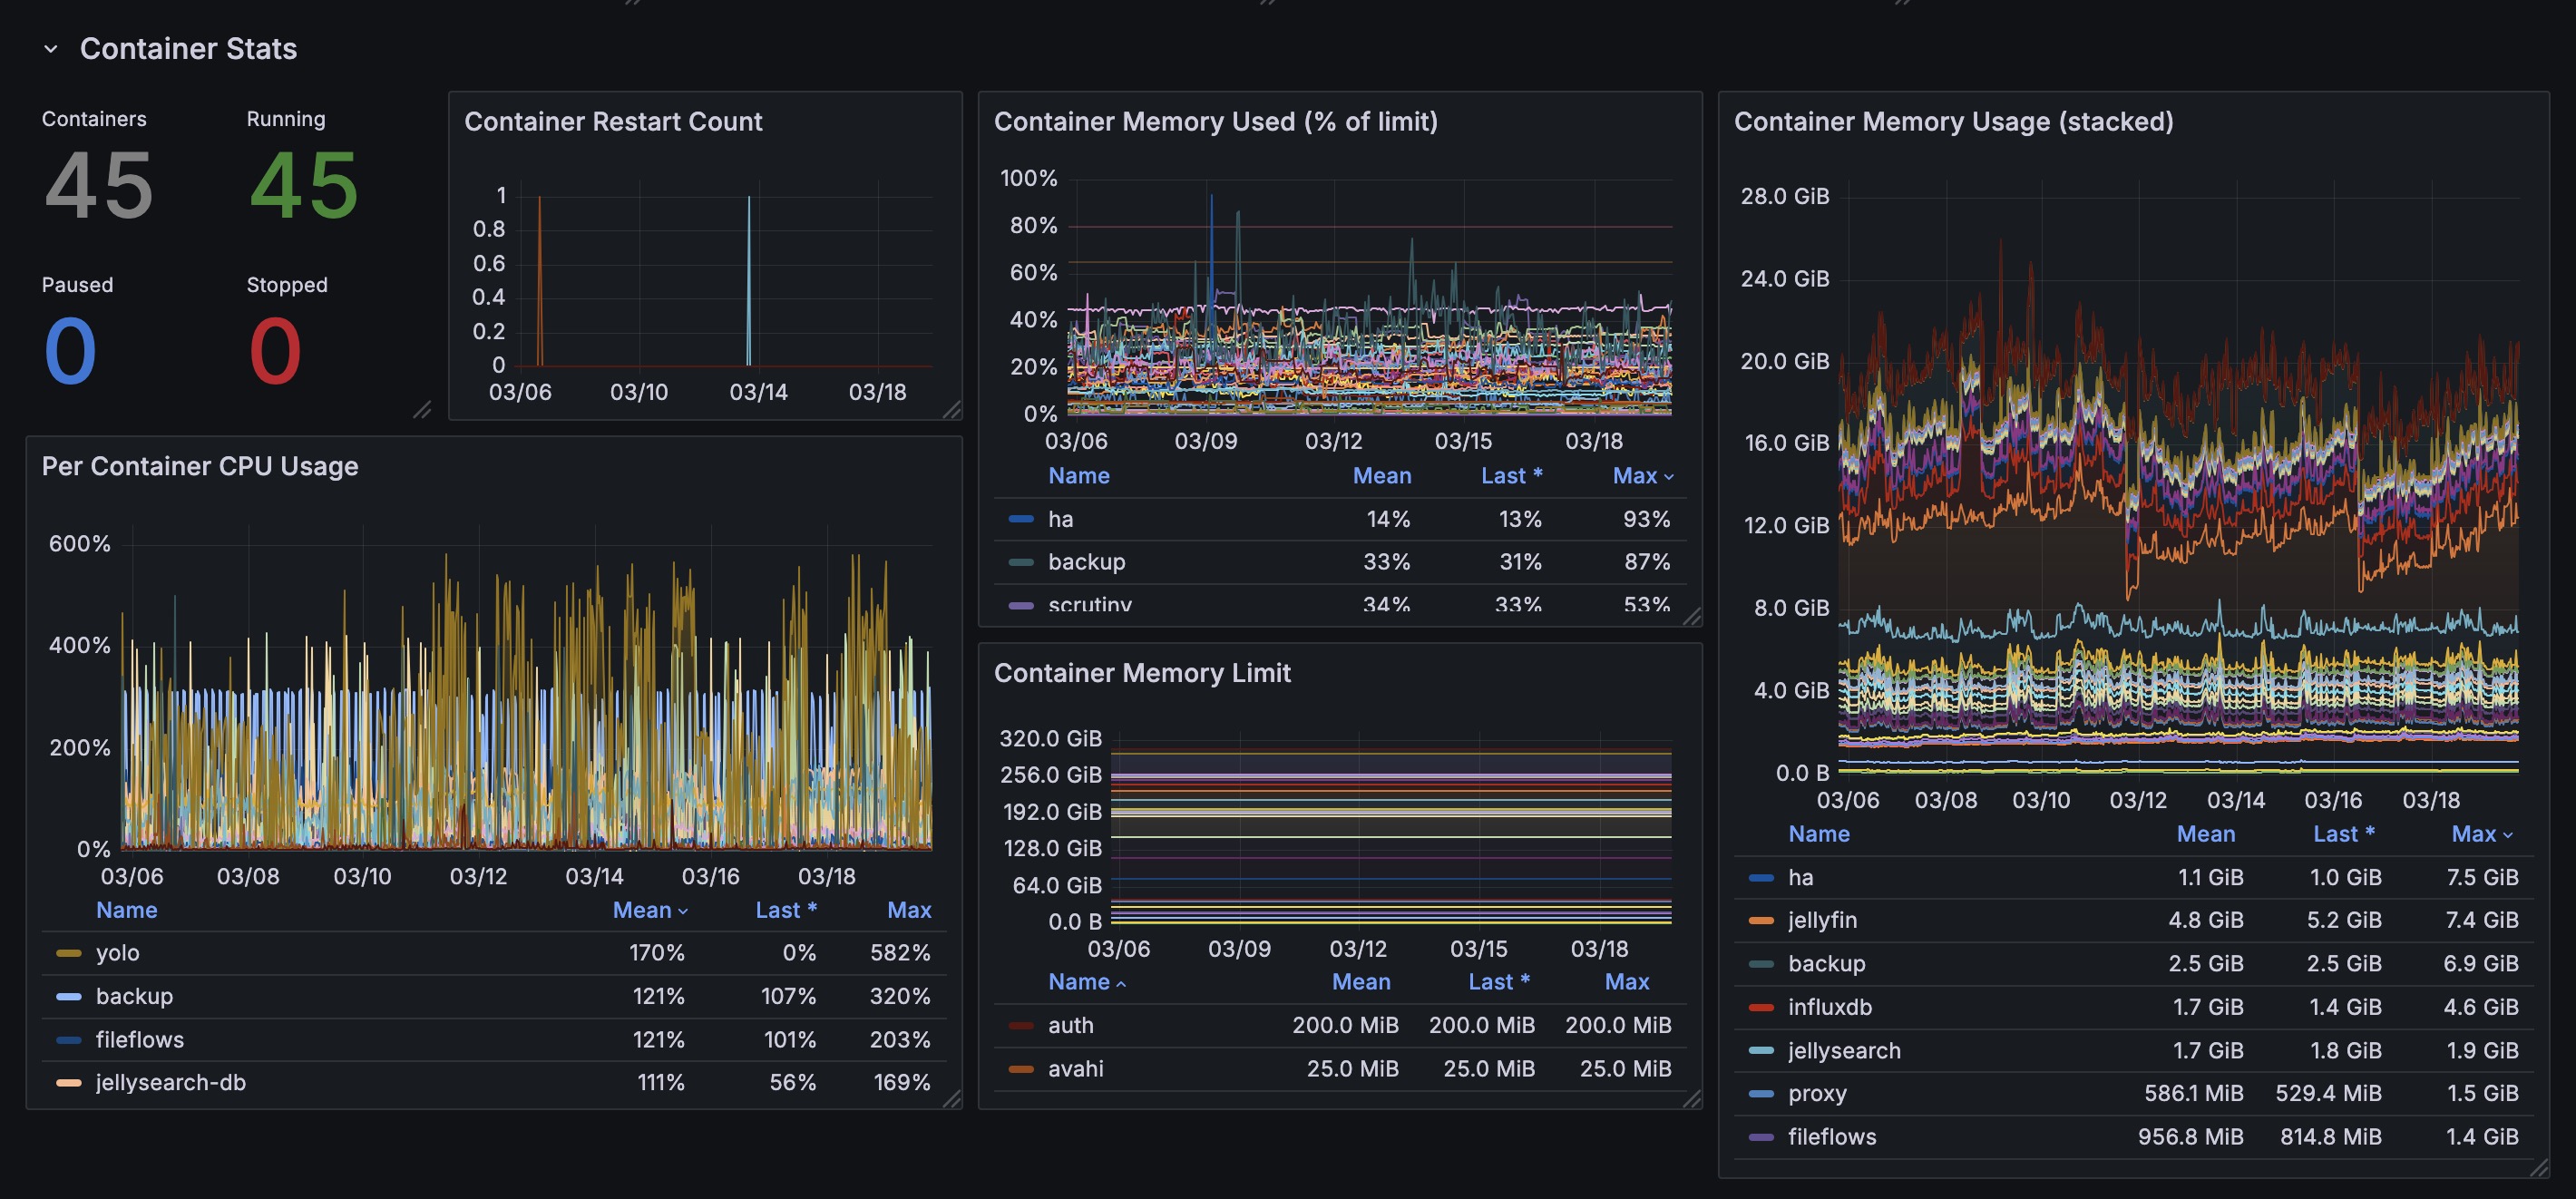 Container Stats
Containers
45
Running
45
Paused
0
Stopped
0
Container Restart Count
1
0.8
0.6
0.4
0.2
0
03/06 03/10 03/14 03/18
Per Container CPU Usage
600%
400%
200%
0%
03/06 03/08 03/10 03/12 03/14 03/16 03/18
Name Mean Last * Max
yolo 170% 0% 582%
backup 121% 107% 320%
fileflows 121% 101% 203%
jellysearch-db 111% 56% 169%
Container Memory Used (% of limit)
100%
80%
60%
40%
20%
0%
03/06 03/09 03/12 03/15 03/18
Name Mean Last * Max
ha 14% 13% 93%
backup 33% 31% 87%
scrutiny 34% 33% 53%
Container Memory Limit
320.0 GiB
256.0 GiB
192.0 GiB
128.0 GiB
64.0 GiB
0.0 B
03/06 03/09 03/12 03/15 03/18
Name Mean Last * Max
auth 200.0 MiB 200.0 MiB 200.0 MiB
avahi 25.0 MiB 25.0 MiB 25.0 MiB
Container Memory Usage (stacked)
28.0 GiB
24.0 GiB
20.0 GiB
16.0 GiB
12.0 GiB
8.0 GiB
4.0 GiB
0.0 B
03/06 03/08 03/10 03/12 03/14 03/16 03/18
Name Mean Last * Max
ha 1.1 GiB 1.0 GiB 7.5 GiB
jellyfin 4.8 GiB 5.2 GiB 7.4 GiB
backup 2.5 GiB 2.5 GiB 6.9 GiB
influxdb 1.7 GiB 1.4 GiB 4.6 GiB
jellysearch 1.7 GiB 1.8 GiB 1.9 GiB
proxy 586.1 MiB 529.4 MiB 1.5 GiB
fileflows 956.8 MiB 814.8 MiB 1.4 GiB